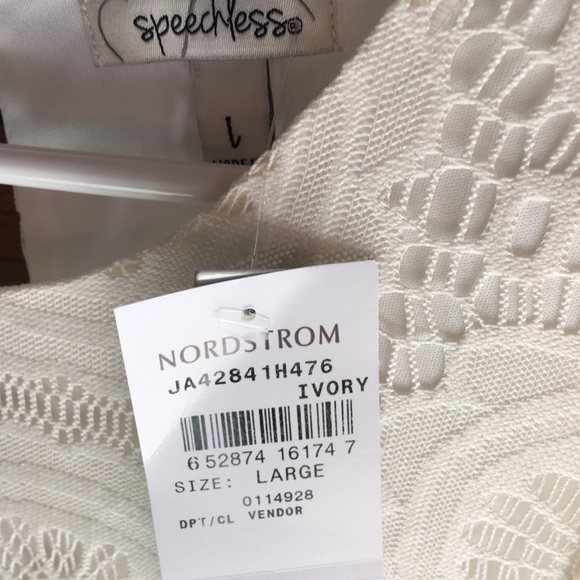 speechless®
L
NORDSTROM
JA42841H476
IVORY
6 52874 16174 7
SIZE: LARGE
0114928
DPT/CL VENDOR